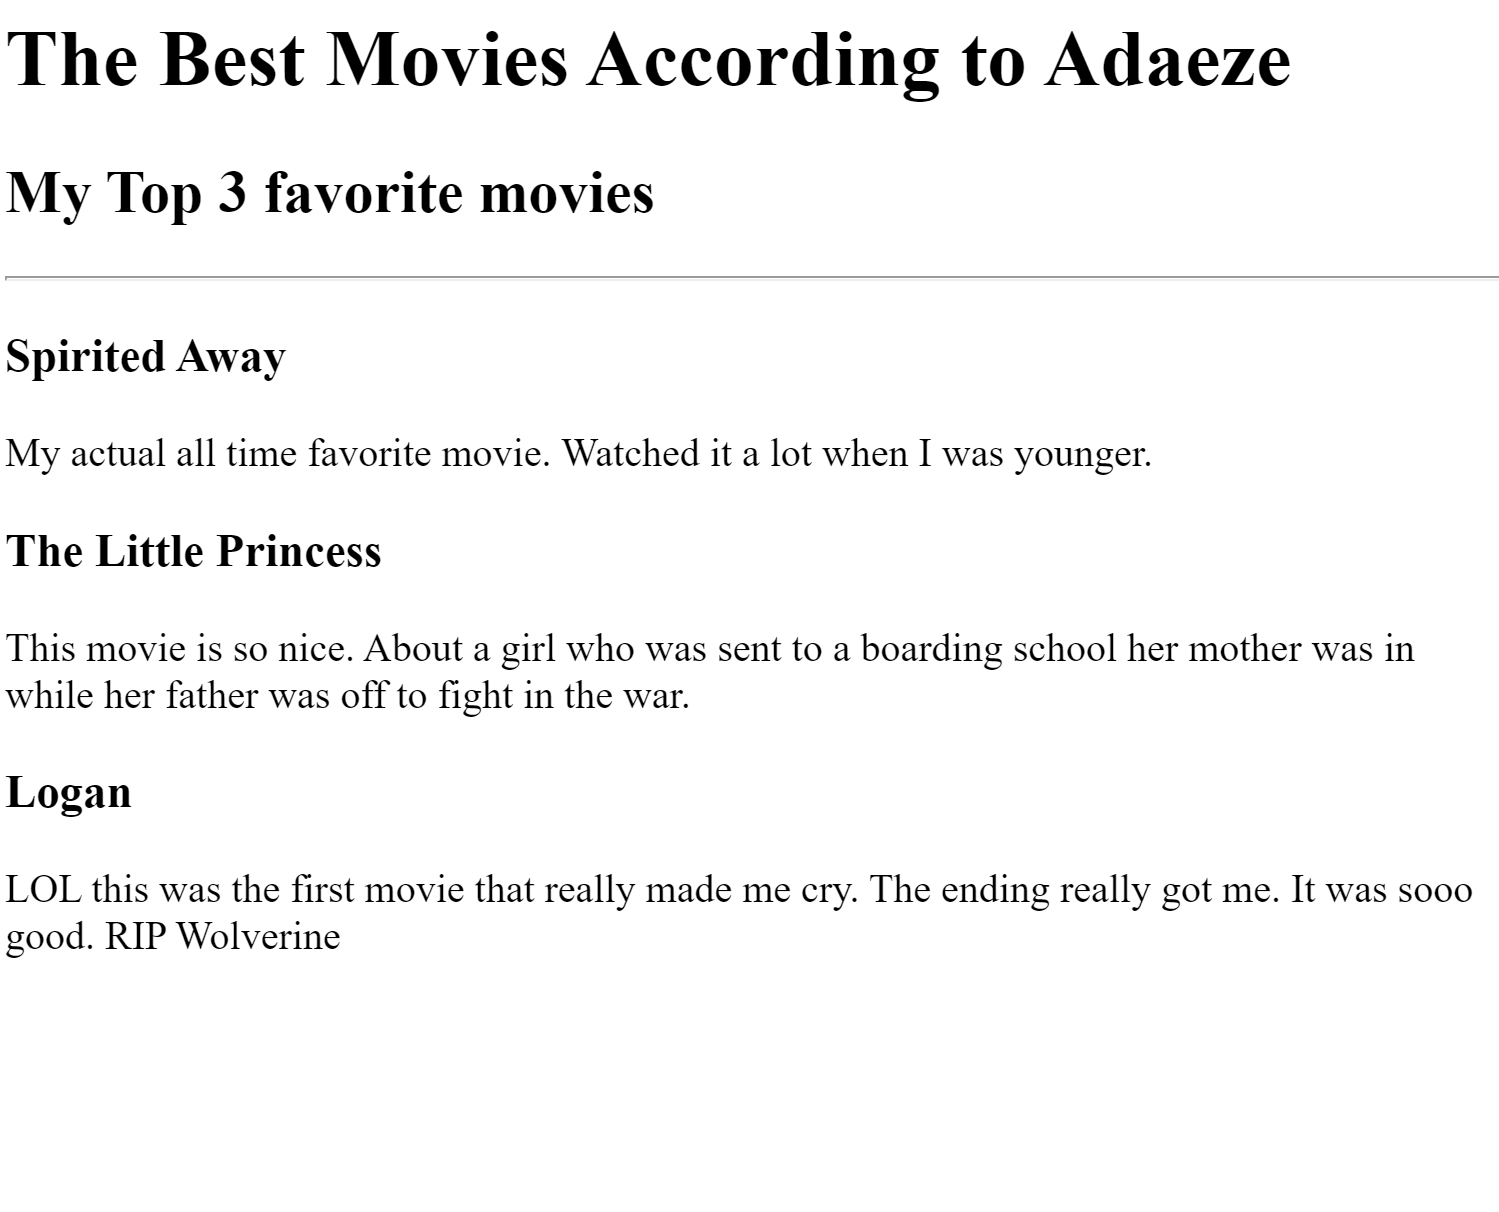 The Best Movies According to Adaeze
My Top 3 favorite movies
Spirited Away
My actual all time favorite movie. Watched it a lot when I was younger.
The Little Princess
This movie is so nice. About a girl who was sent to a boarding school her mother was in
while her father was off to fight in the war.
Logan
LOL this was the first movie that really made me cry. The ending really got me. It was sooo
good. RIP Wolverine